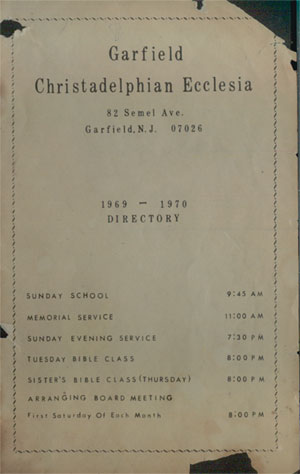 Garfield
Christadelphian Ecclesia
82 Semel Ave.
Garfield, N.J. 07026
1969 — 1970
DIRECTORY
SUNDAY SCHOOL 9:45 AM
MEMORIAL SERVICE 11:00 AM
SUNDAY EVENING SERVICE 7:30 PM
TUESDAY BIBLE CLASS 8:00 PM
SISTER'S BIBLE CLASS (THURSDAY) 8:00 PM
ARRANGING BOARD MEETING
First Saturday Of Each Month 8:00 PM